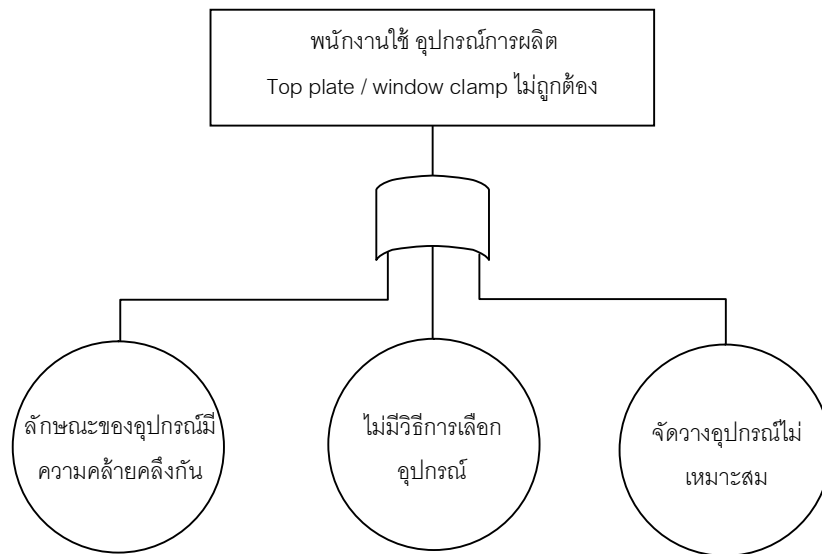 พนักงานใช้ อุปกรณ์การผลิต
Top plate / window clamp ไม่ถูกต้อง
ลักษณะของอุปกรณ์มี
ความคล้ายคลึงกัน
ไม่มีวิธีการเลือก
อุปกรณ์
จัดวางอุปกรณ์ไม่
เหมาะสม